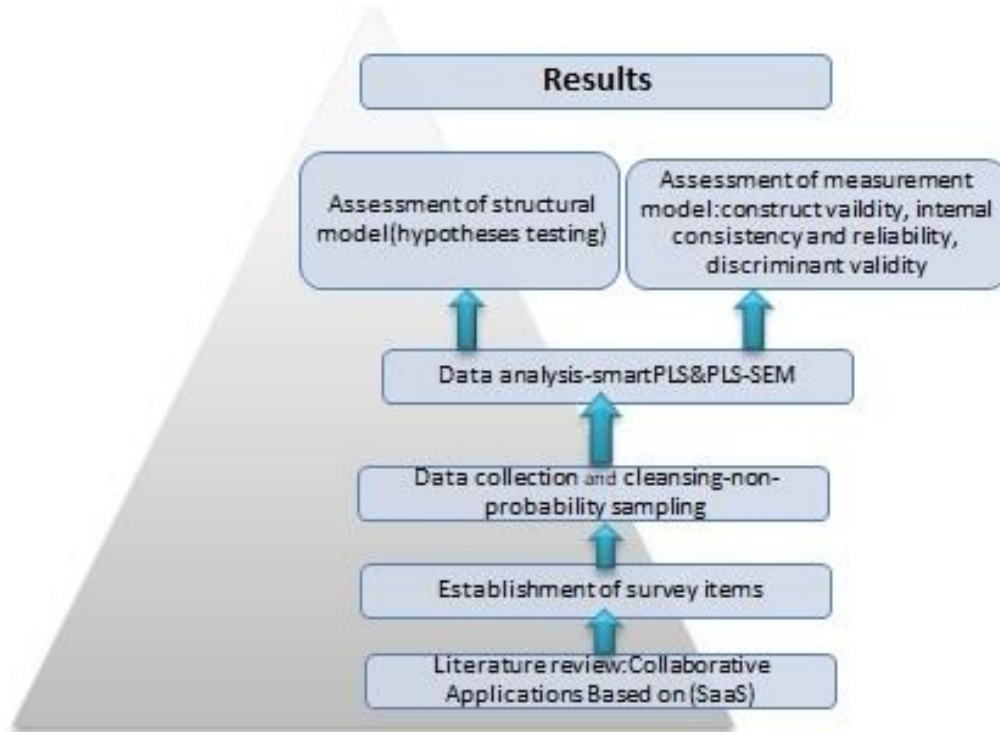 Results
Assessment of structural
model(hypotheses testing)
Assessment of measurement
model:construct vaildity, internal
consistency and reliability,
discriminant validity
Data analysis-smartPLS&PLS-SEM
Data collection and cleansing-non-
probability sampling
Establishment of survey items
Literature review:Collaborative
Applications Based on (SaaS)